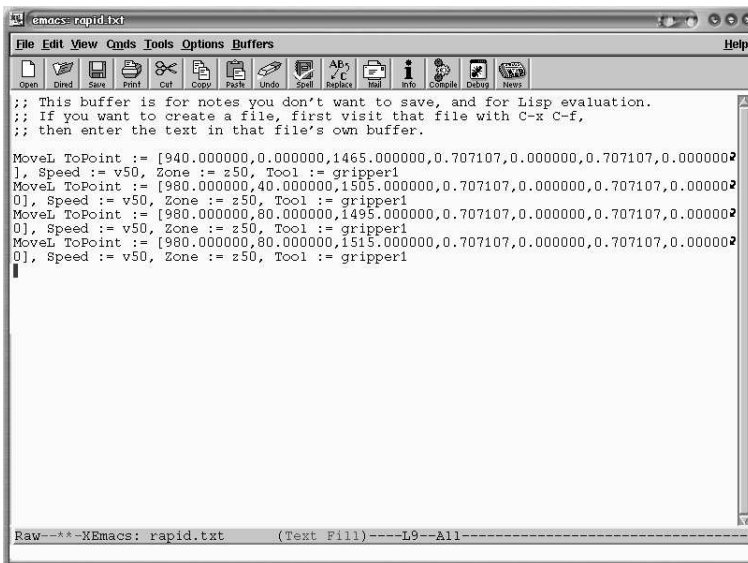 emacs: rapid.txt
File Edit View Cmds Tools Options Buffers Help
Open Dired Save Print Cut Copy Paste Undo Spell Replace Mail Info Compile Debug News
;; This buffer is for notes you don't want to save, and for Lisp evaluation.
;; If you want to create a file, first visit that file with C-x C-f,
;; then enter the text in that file's own buffer.
MoveL ToPoint := [940.000000,0.000000,1465.000000,0.707107,0.000000,0.707107,0.000000
], Speed := v50, Zone := z50, Tool := gripper1
MoveL ToPoint := [980.000000,40.000000,1505.000000,0.707107,0.000000,0.707107,0.00000
0], Speed := v50, Zone := z50, Tool := gripper1
MoveL ToPoint := [980.000000,80.000000,1495.000000,0.707107,0.000000,0.707107,0.00000
0], Speed := v50, Zone := z50, Tool := gripper1
MoveL ToPoint := [980.000000,80.000000,1515.000000,0.707107,0.000000,0.707107,0.00000
0], Speed := v50, Zone := z50, Tool := gripper1
Raw--**-XEmacs: rapid.txt (Text Fill)----L9--All----------------------------------